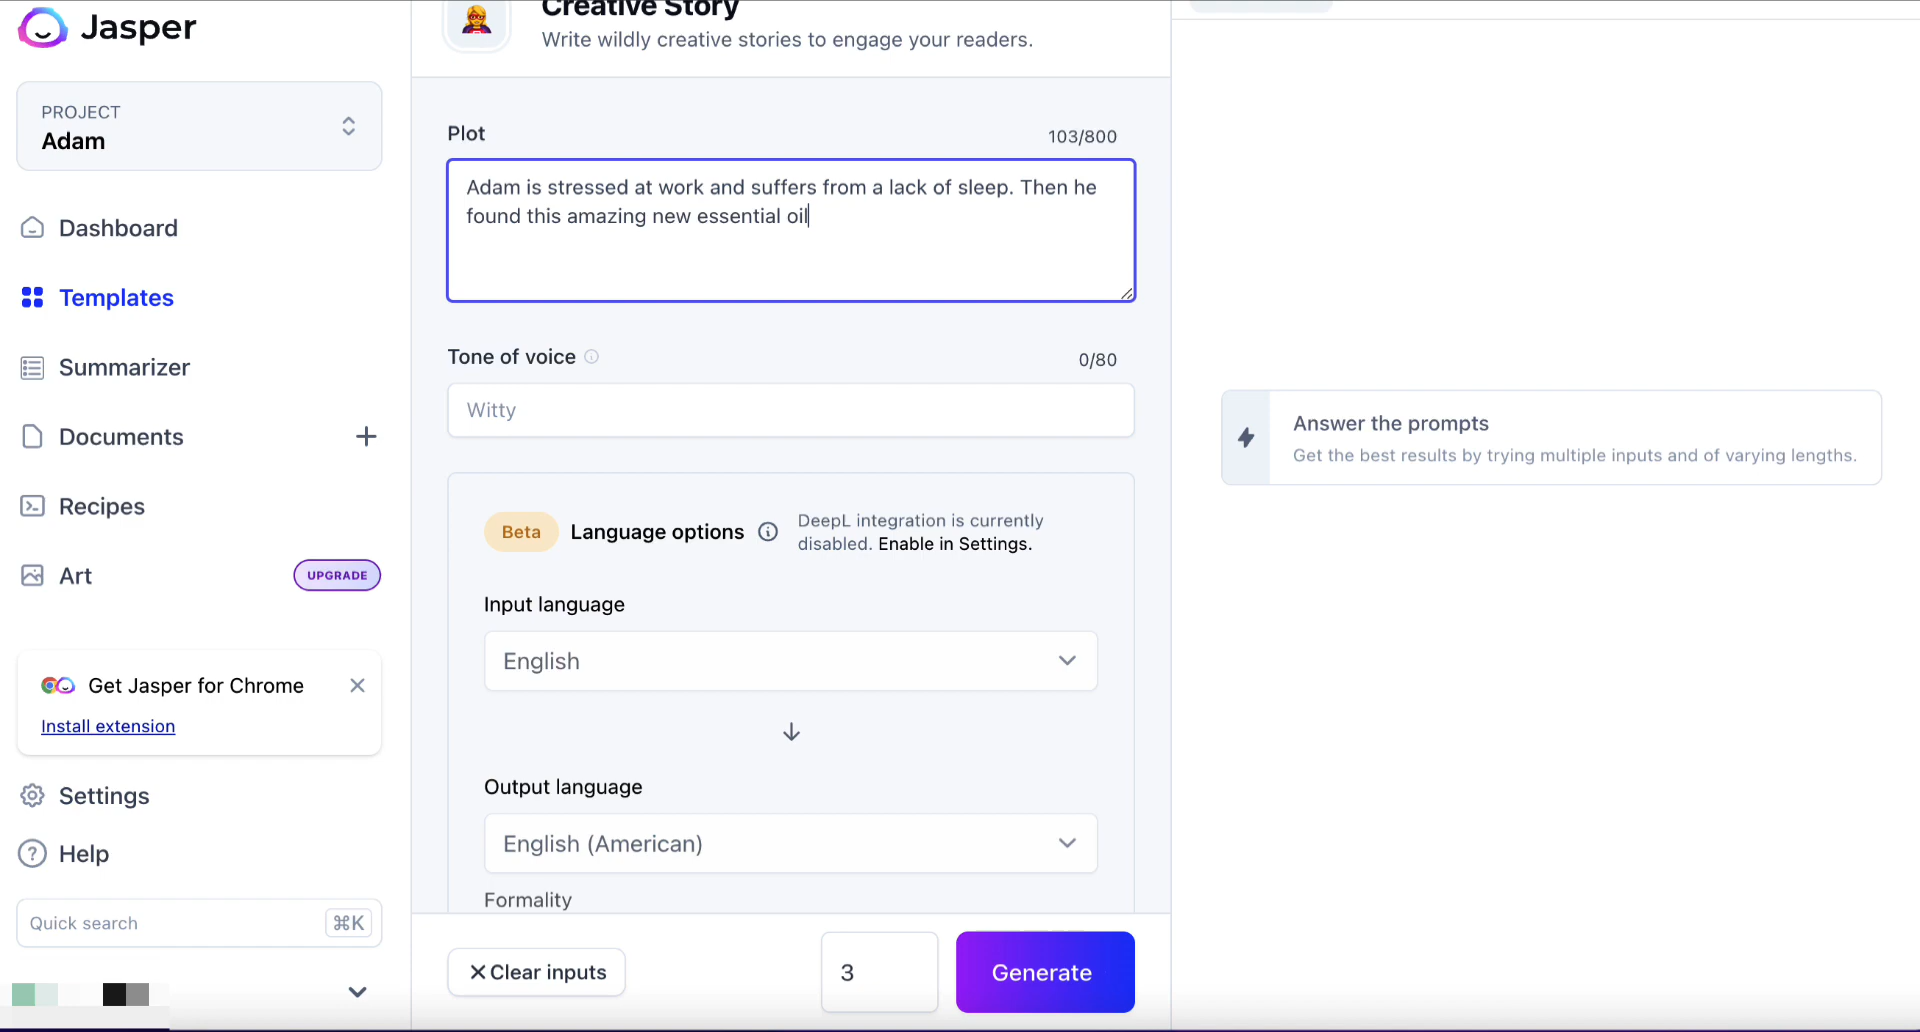 Jasper
PROJECT
Adam
Dashboard
Templates
Summarizer
Documents
Recipes
Art
UPGRADE
Get Jasper for Chrome
Install extension
Settings
Help
Quick search
⌘K
Creative Story
Write wildly creative stories to engage your readers.
Plot
103/800
Adam is stressed at work and suffers from a lack of sleep. Then he
found this amazing new essential oil
Tone of voice
0/80
Witty
Beta
Language options
DeepL integration is currently
disabled. Enable in Settings.
Input language
English
Output language
English (American)
Formality
Clear inputs
3
Generate
Answer the prompts
Get the best results by trying multiple inputs and of varying lengths.